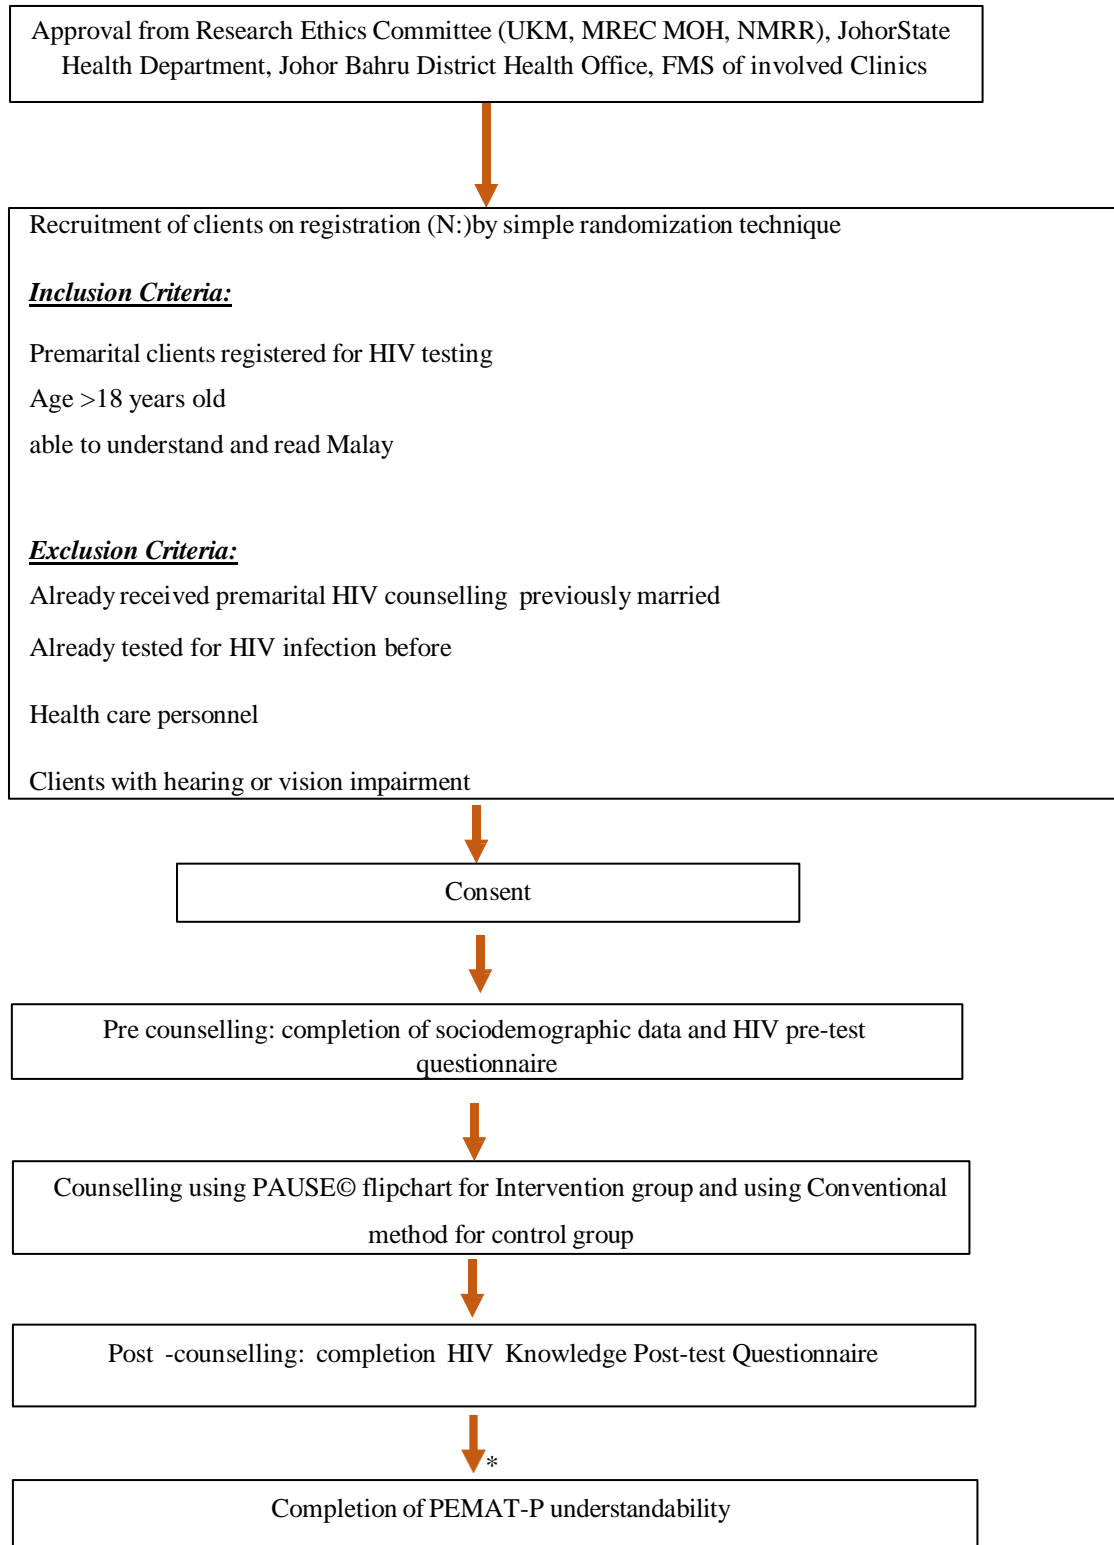 Approval from Research Ethics Committee (UKM, MREC MOH, NMRR), JohorState
Health Department, Johor Bahru District Health Office, FMS of involved Clinics
Recruitment of clients on registration (N:)by simple randomization technique
Inclusion Criteria:
Premarital clients registered for HIV testing
Age >18 years old
able to understand and read Malay
Exclusion Criteria:
Already received premarital HIV counselling previously married
Already tested for HIV infection before
Health care personnel
Clients with hearing or vision impairment
Consent
Pre counselling: completion of sociodemographic data and HIV pre-test
questionnaire
Counselling using PAUSE© flipchart for Intervention group and using Conventional
method for control group
Post -counselling: completion HIV Knowledge Post-test Questionnaire
*
Completion of PEMAT-P understandability